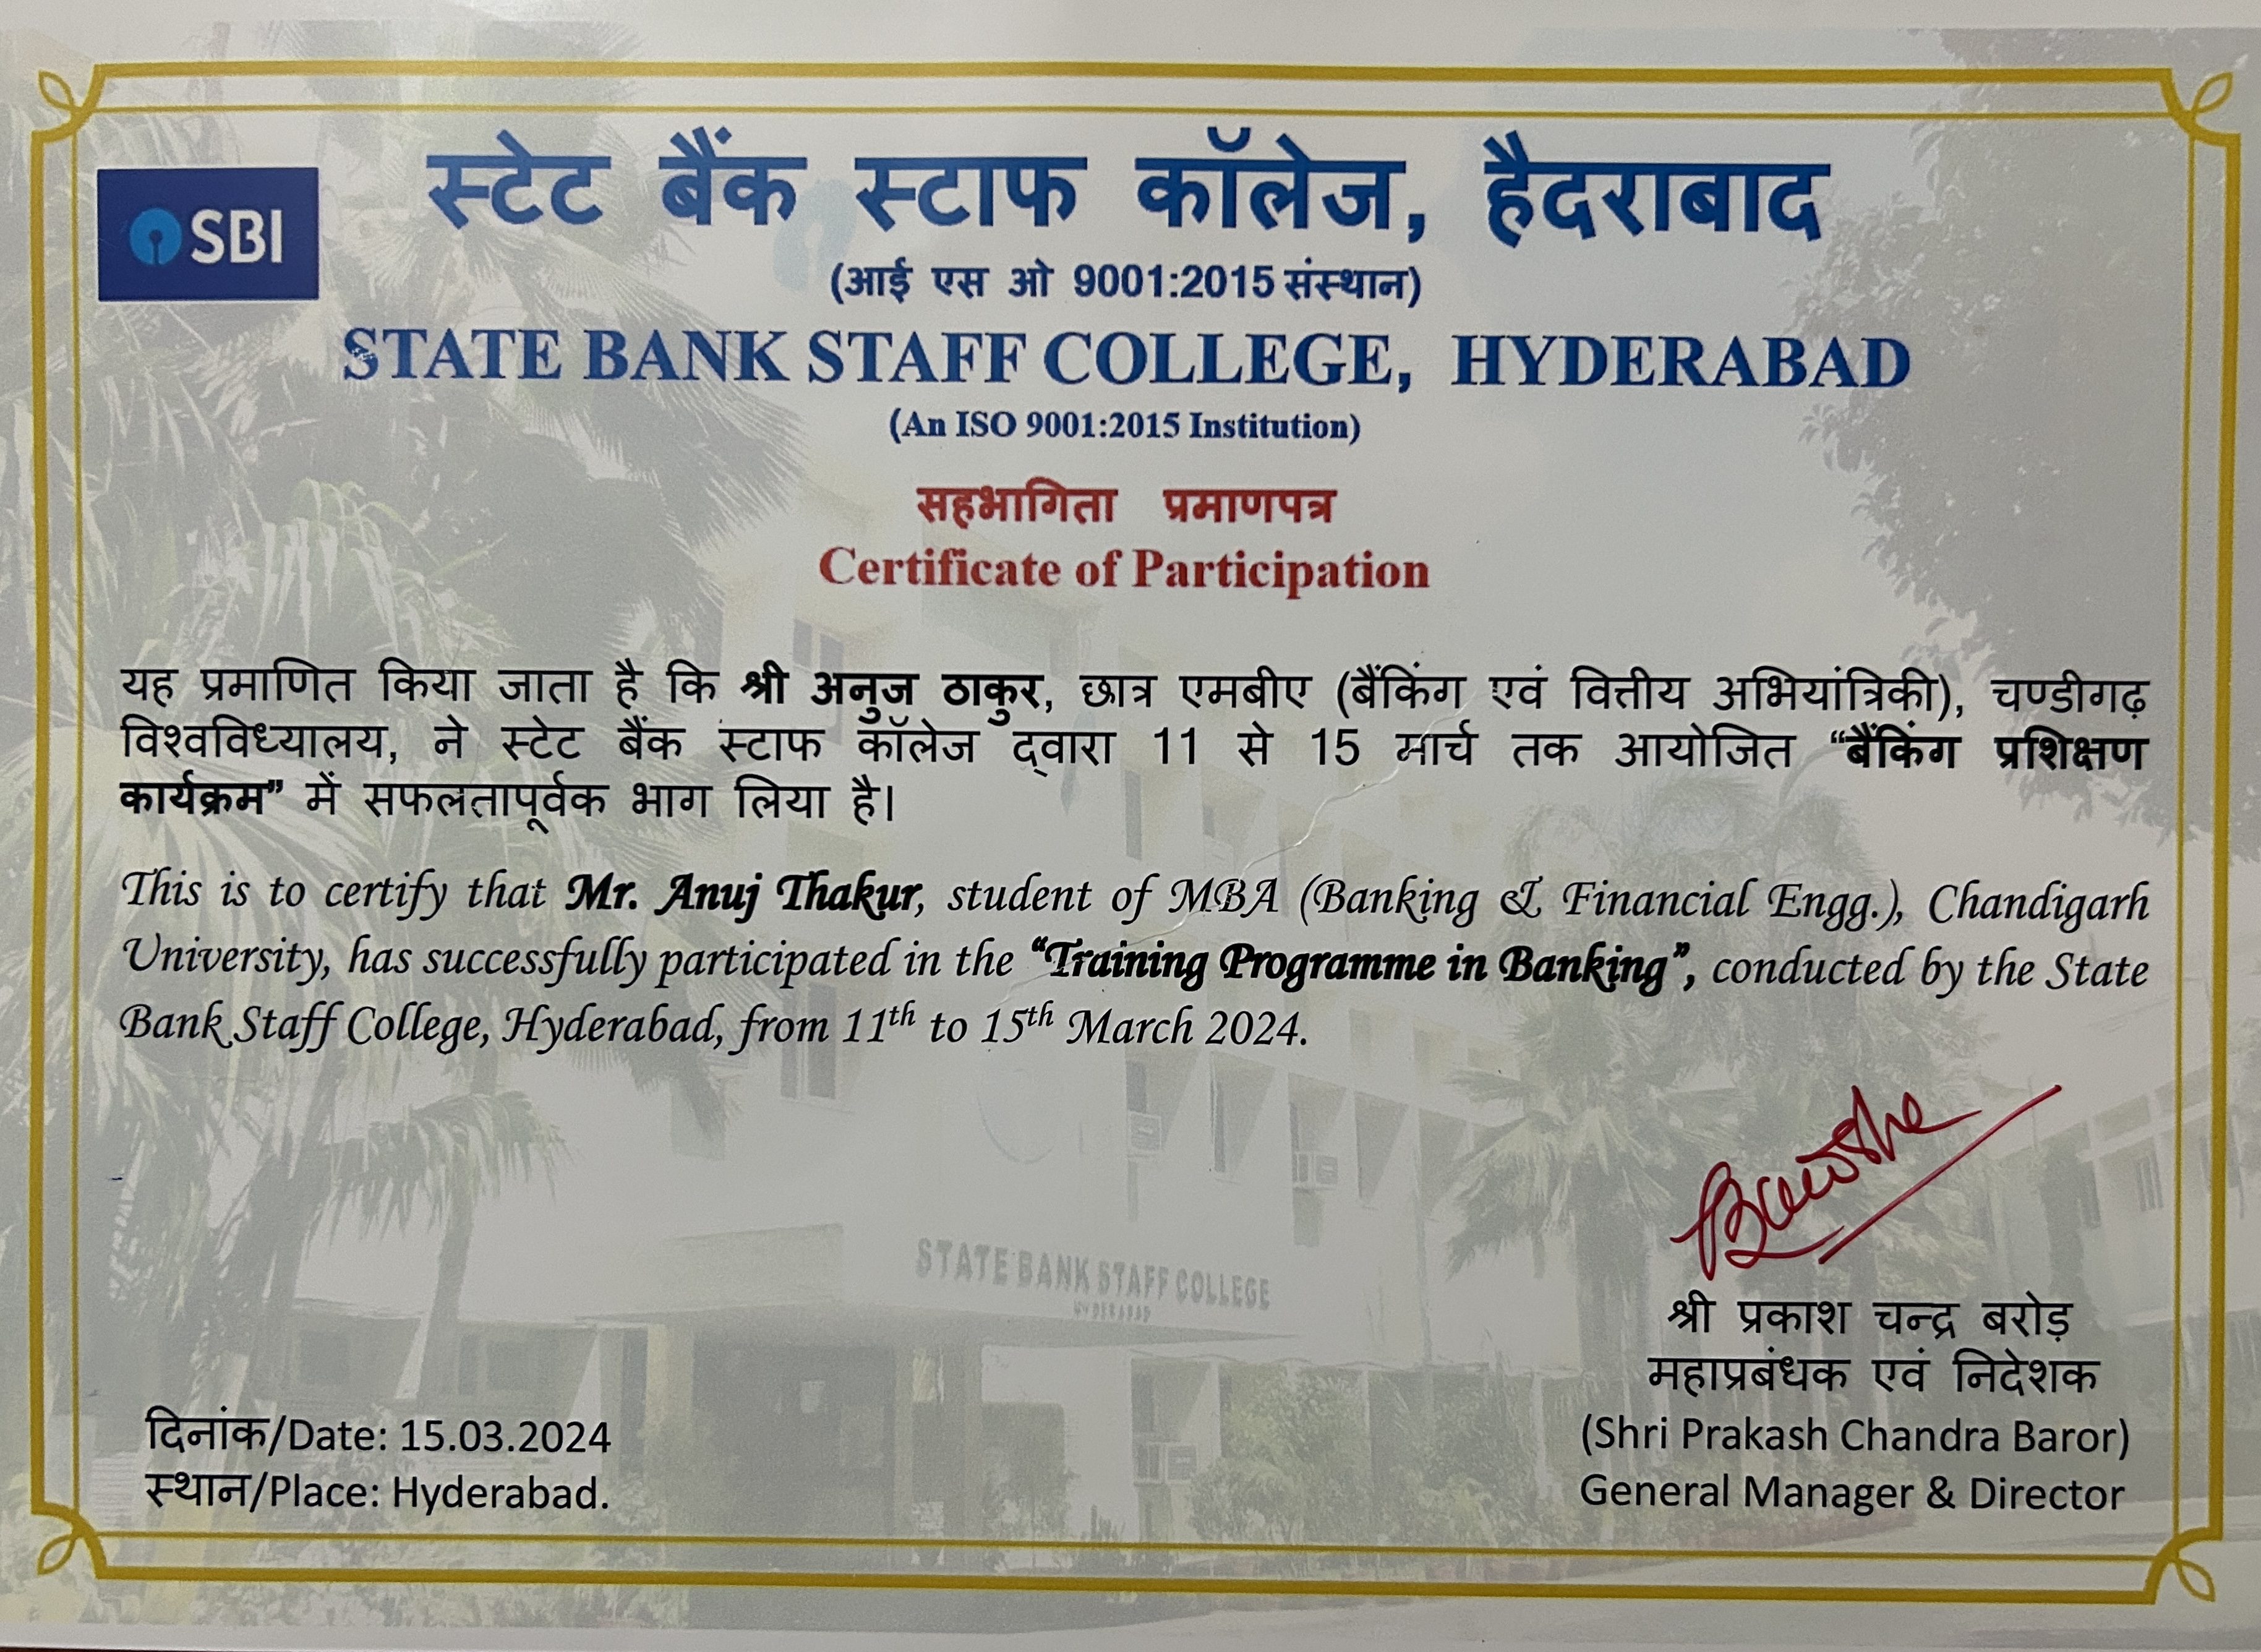 SBI
स्टेट बैंक स्टाफ कॉलेज, हैदराबाद
(आई एस ओ 9001:2015 संस्थान)
STATE BANK STAFF COLLEGE, HYDERABAD
(An ISO 9001:2015 Institution)
सहभागिता प्रमाणपत्र
Certificate of Participation
यह प्रमाणित किया जाता है कि श्री अनुज ठाकुर, छात्र एमबीए (बैंकिंग एवं वित्तीय अभियांत्रिकी), चण्डीगढ़
विश्वविध्यालय, ने स्टेट बैंक स्टाफ कॉलेज द्वारा 11 से 15 मार्च तक आयोजित “बैंकिंग प्रशिक्षण
कार्यक्रम” में सफलतापूर्वक भाग लिया है।
This is to certify that Mr. Anuj Thakur, student of MBA (Banking & Financial Engg.), Chandigarh
University, has successfully participated in the “Training Programme in Banking”, conducted by the State
Bank Staff College, Hyderabad, from 11th to 15th March 2024.
STATE BANK STAFF COLLEGE
HYDERABAD
श्री प्रकाश चन्द्र बरोड़
महाप्रबंधक एवं निदेशक
(Shri Prakash Chandra Baror)
General Manager & Director
दिनांक/Date: 15.03.2024
स्थान/Place: Hyderabad.